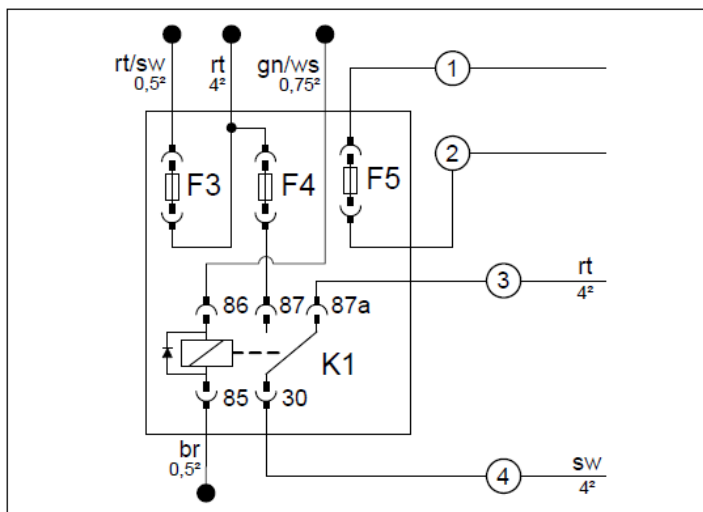 rt/sw rt gn/ws 1
0,5² 4² 0,75²
2
F3 F4 F5
3 rt
4²
86 87 87a
K1
85 30
br
0,5²
4 sw
4²